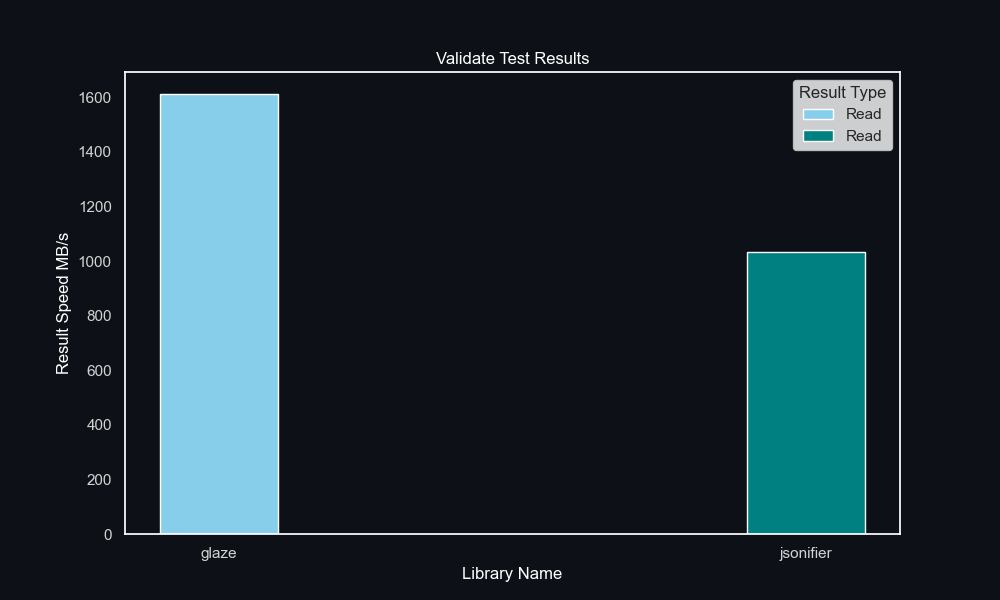 Validate Test Results
Result Type
Read
Read
1600
1400
1200
1000
800
600
400
200
0
Result Speed MB/s
glaze
jsonifier
Library Name